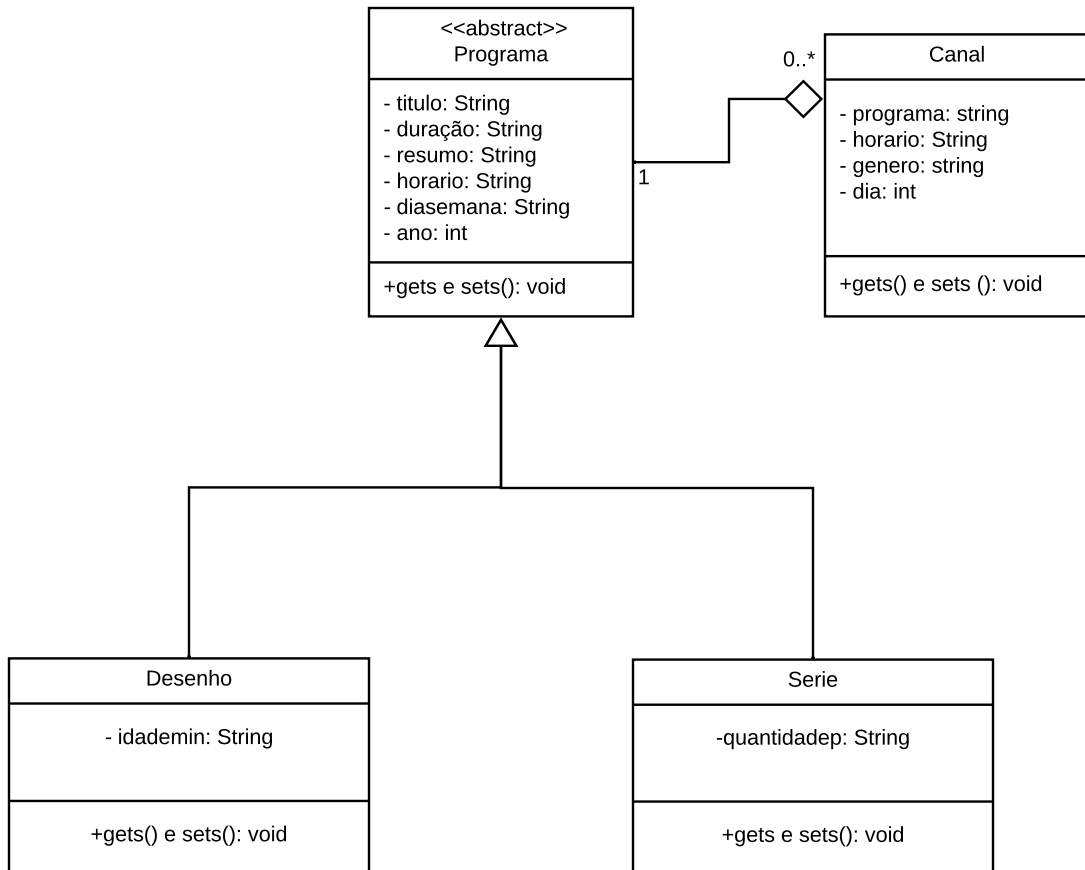 <<abstract>>
Programa
- titulo: String
- duração: String
- resumo: String
- horario: String
- diasemana: String
- ano: int
+gets e sets(): void
1
0..*
Canal
- programa: string
- horario: String
- genero: string
- dia: int
+gets() e sets (): void
Desenho
- idademin: String
+gets() e sets(): void
Serie
-quantidadep: String
+gets e sets(): void